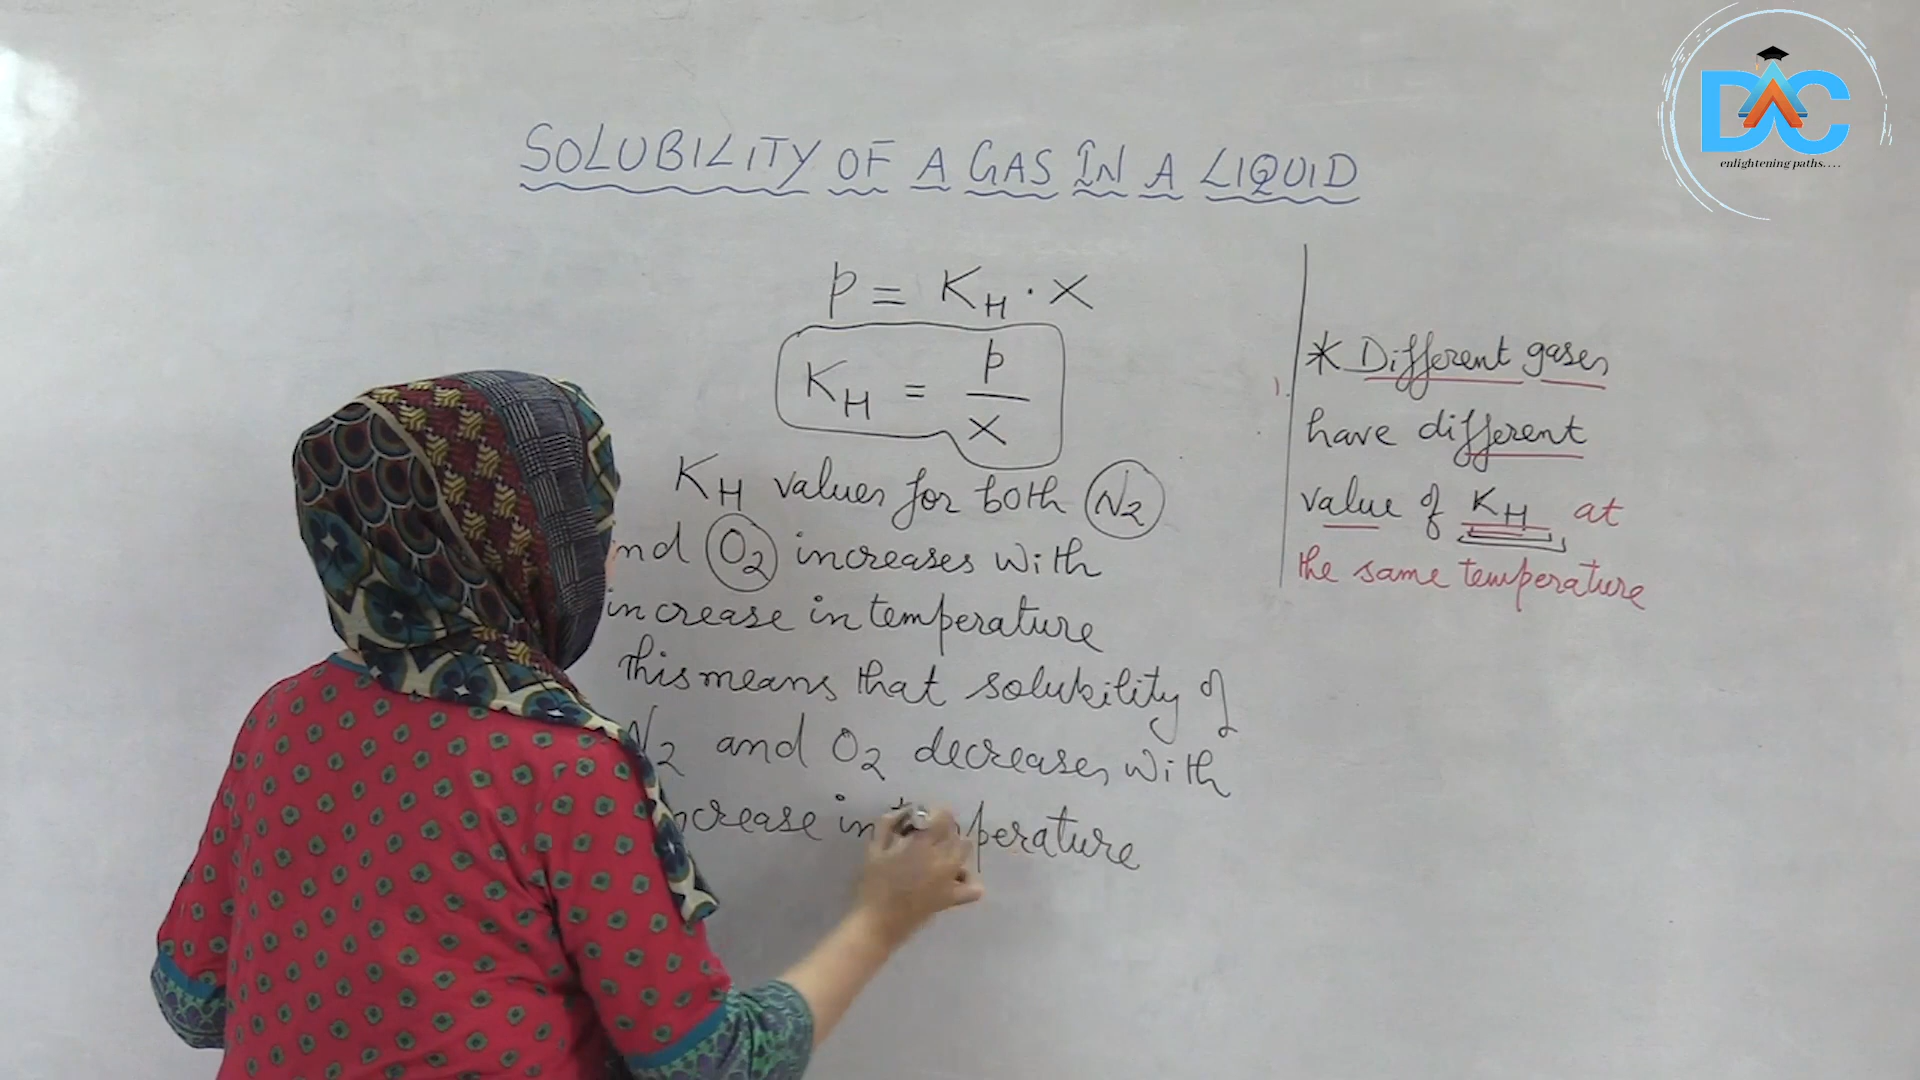 DAC
enlightening paths....
SOLUBILITY OF A GAS IN A LIQUID
p = KH · x
KH = p / x
KH values for both N2
nd O2 increases with
increase in temperature
This means that solubility of
N2 and O2 decreases with
crease in perature
* Different gases
have different
value of KH at
the same temperature